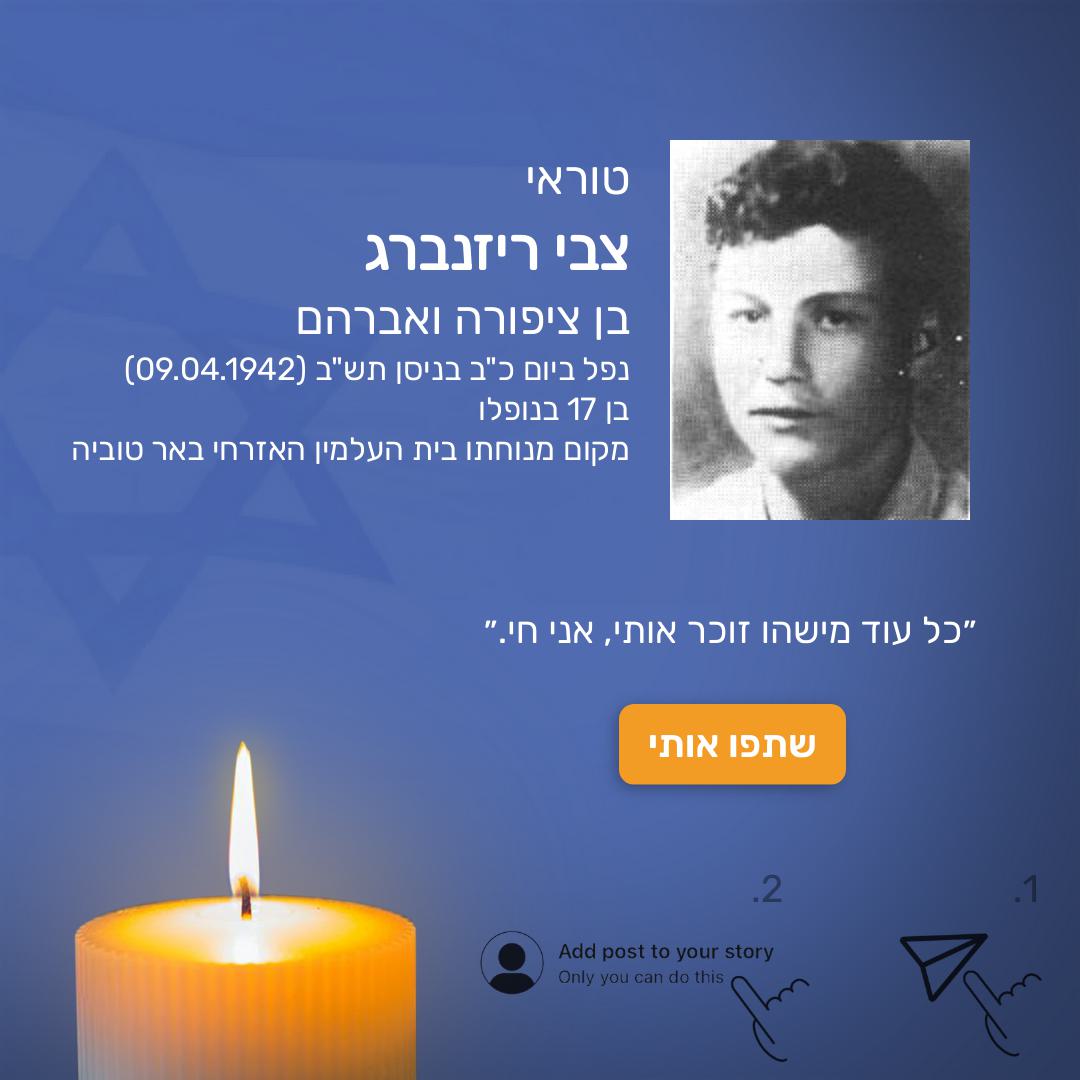 טוראי
צבי ריזנברג
בן ציפורה ואברהם
נפל ביום כ"ב בניסן תש"ב (09.04.1942)
בן 17 בנופלו
מקום מנוחתו בית העלמין האזרחי באר טוביה
״כל עוד מישהו זוכר אותי, אני חי.״
שתפו אותי
1.
2.
Add post to your story
Only you can do this